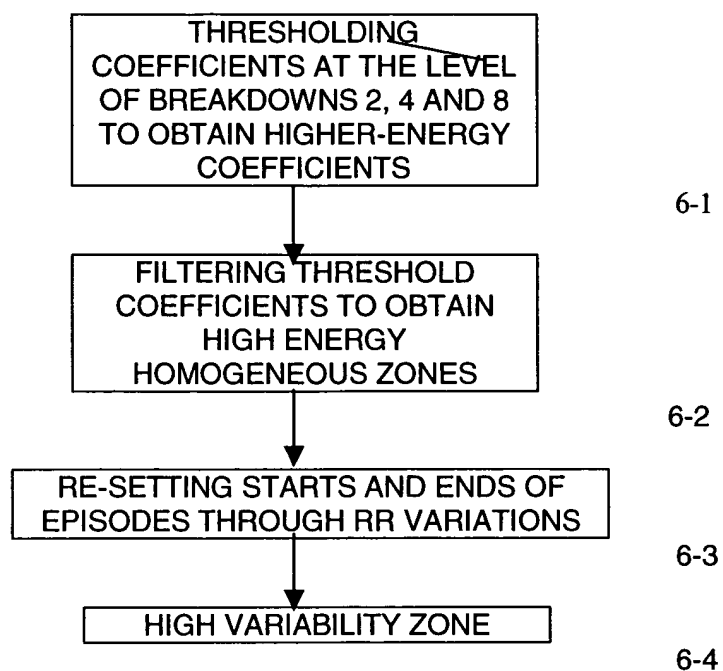 THRESHOLDING
COEFFICIENTS AT THE LEVEL
OF BREAKDOWNS 2, 4 AND 8
TO OBTAIN HIGHER-ENERGY
COEFFICIENTS
6-1
FILTERING THRESHOLD
COEFFICIENTS TO OBTAIN
HIGH ENERGY
HOMOGENEOUS ZONES
6-2
RE-SETTING STARTS AND ENDS OF
EPISODES THROUGH RR VARIATIONS
6-3
HIGH VARIABILITY ZONE
6-4